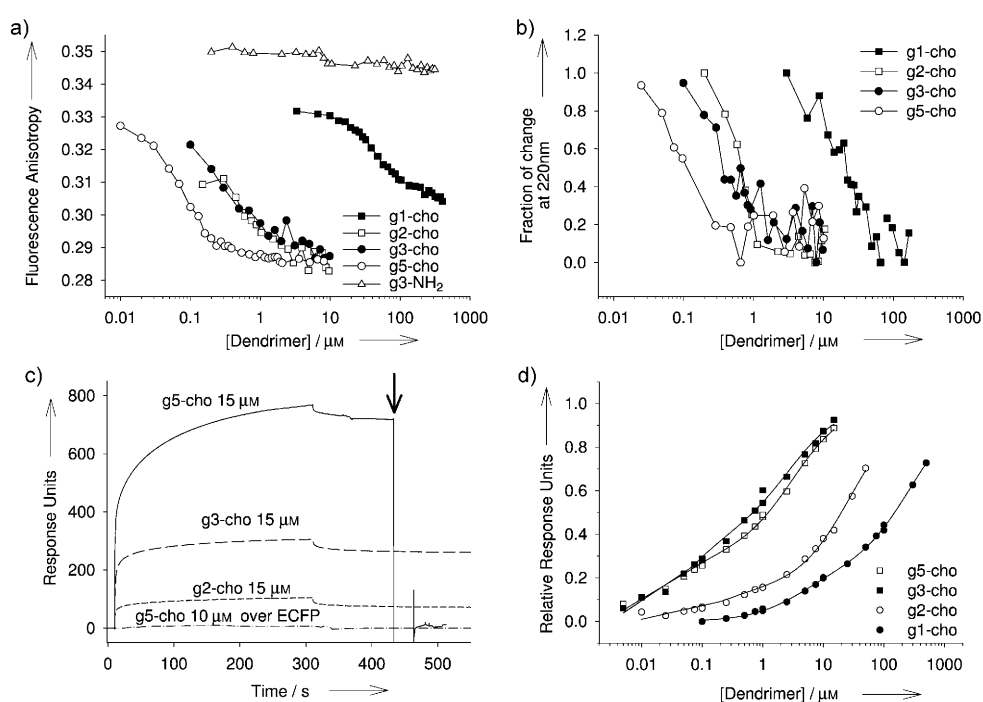 a)
Fluorescence Anisotropy
0.35
0.34
0.33
0.32
0.31
0.30
0.29
0.28
0.01 0.1 1 10 100 1000
[Dendrimer] / μM
g1-cho
g2-cho
g3-cho
g5-cho
g3-NH2
b)
Fraction of change
at 220nm
1.2
1.0
0.8
0.6
0.4
0.2
0.0
0.01 0.1 1 10 100 1000
[Dendrimer] / μM
g1-cho
g2-cho
g3-cho
g5-cho
c)
Response Units
800
600
400
200
0
0 100 200 300 400 500
Time / s
g5-cho 15 μM
g3-cho 15 μM
g2-cho 15 μM
g5-cho 10 μM over ECFP
d)
Relative Response Units
1.0
0.8
0.6
0.4
0.2
0.0
0.01 0.1 1 10 100 1000
[Dendrimer] / μM
g5-cho
g3-cho
g2-cho
g1-cho